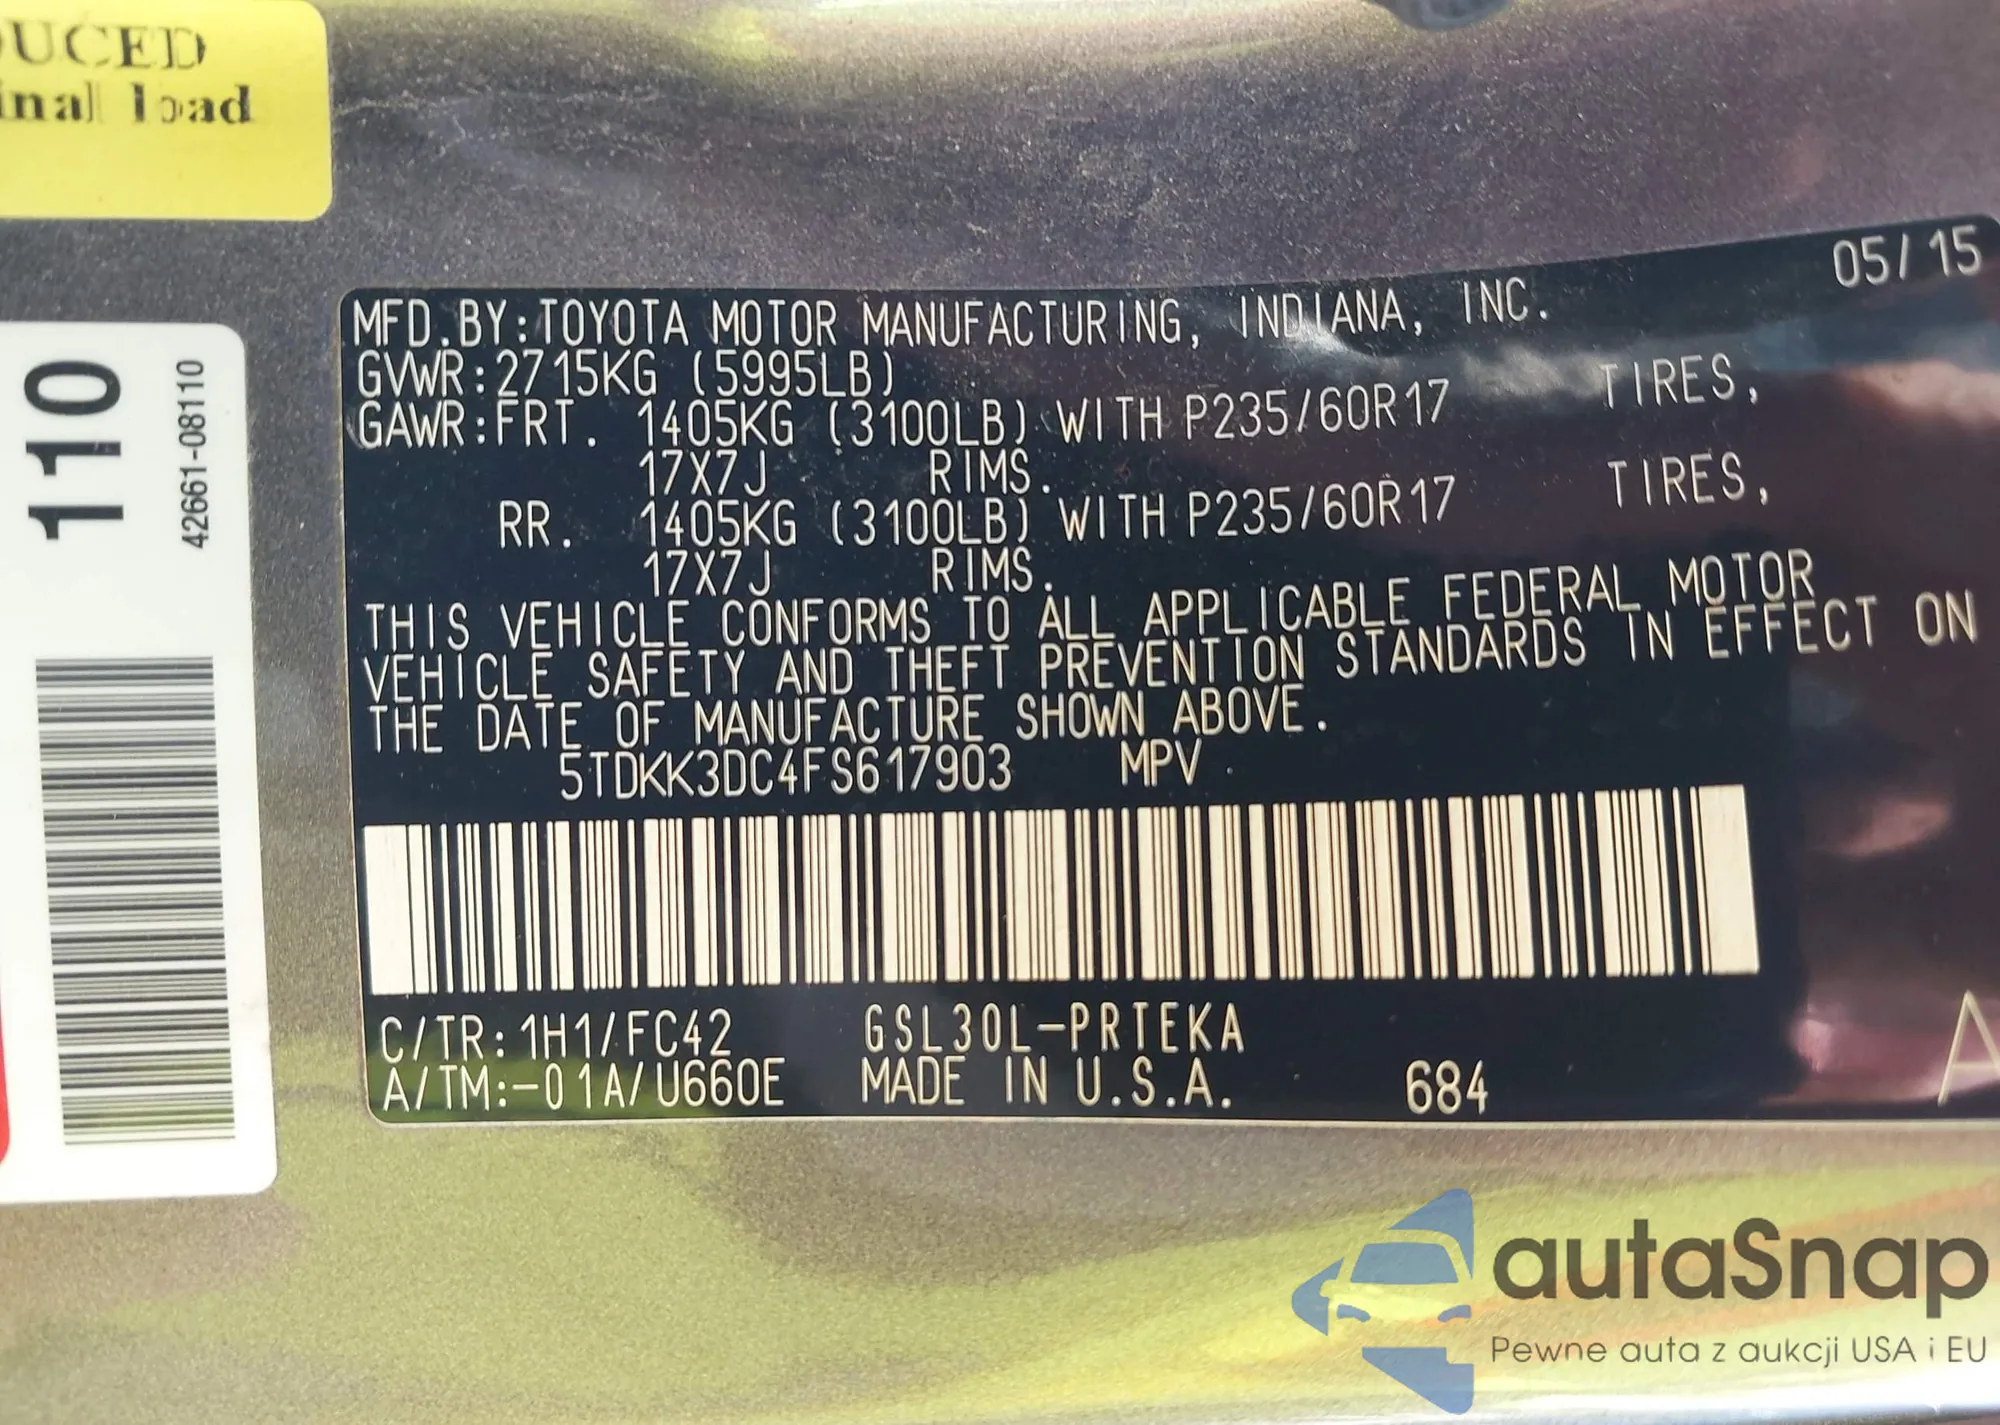 UCED
inal load
110
42661-08110
05/15
MFD.BY:TOYOTA MOTOR MANUFACTURING, INDIANA, INC.
GVWR:2715KG (5995LB)
GAWR:FRT. 1405KG (3100LB) WITH P235/60R17 TIRES,
17X7J RIMS.
RR. 1405KG (3100LB) WITH P235/60R17 TIRES,
17X7J RIMS.
THIS VEHICLE CONFORMS TO ALL APPLICABLE FEDERAL MOTOR
VEHICLE SAFETY AND THEFT PREVENTION STANDARDS IN EFFECT ON
THE DATE OF MANUFACTURE SHOWN ABOVE.
5TDKK3DC4FS617903 MPV
C/TR:1H1/FC42 GSL30L-PRTEKA
A/TM:-01A/U660E MADE IN U.S.A. 684
A
autaSnap
Pewne auta z aukcji USA i EU